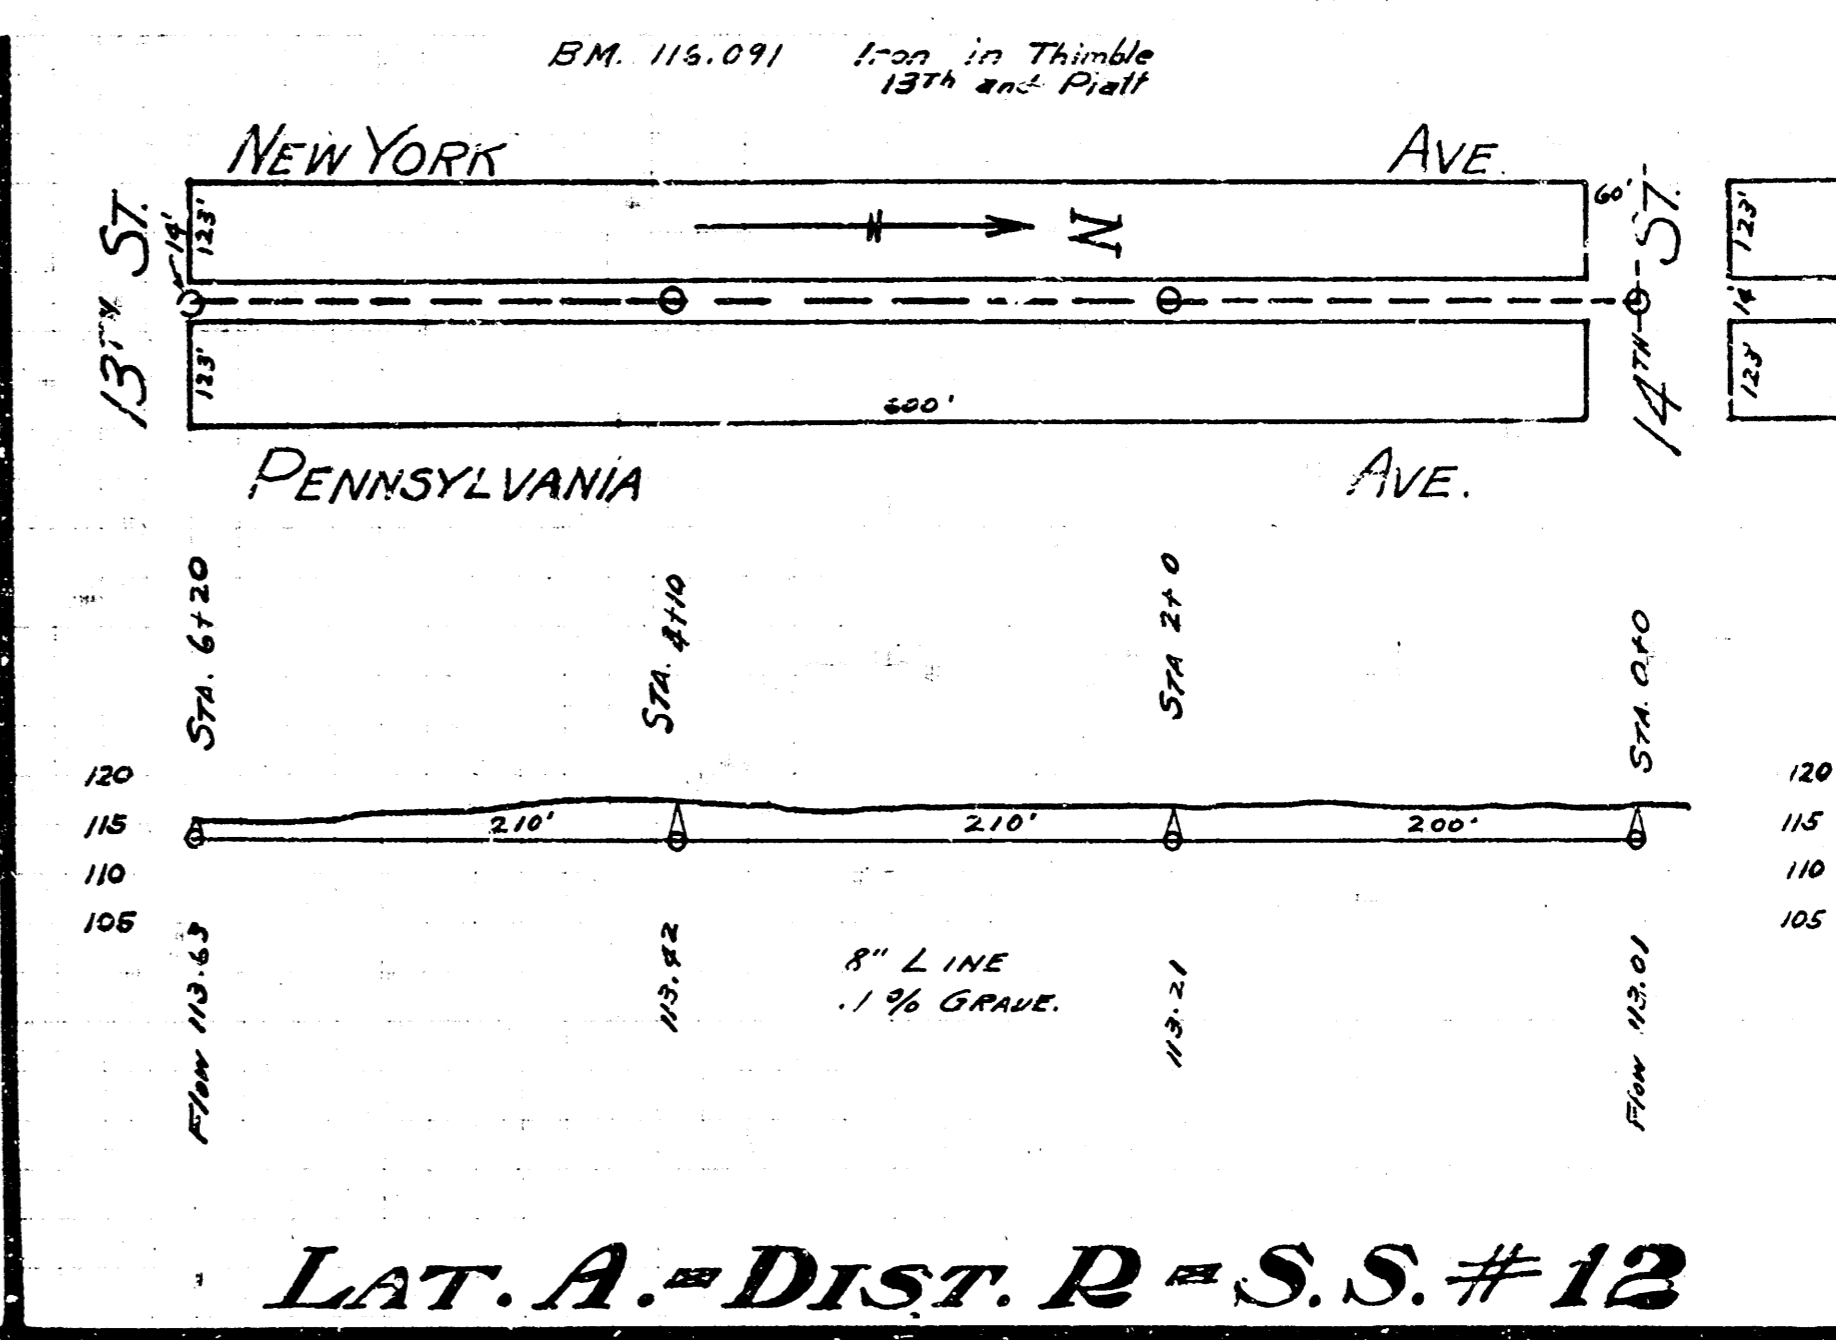 BM. 116.091 Iron in Thimble
13Th and Piatt
NEW YORK AVE.
13TH ST.
14'
123'
123'
N
60'
14TH ST.
123'
14'
123'
600'
PENNSYLVANIA AVE.
STA. 6+20
STA. 4+10
STA 2+0
STA. 0+0
120
115
110
105
210'
210'
200'
120
115
110
105
Flow 113.63
113.42
113.21
Flow 113.01
8" LINE
.1% GRADE.
LAT. A.=DIST. R=S.S.#12